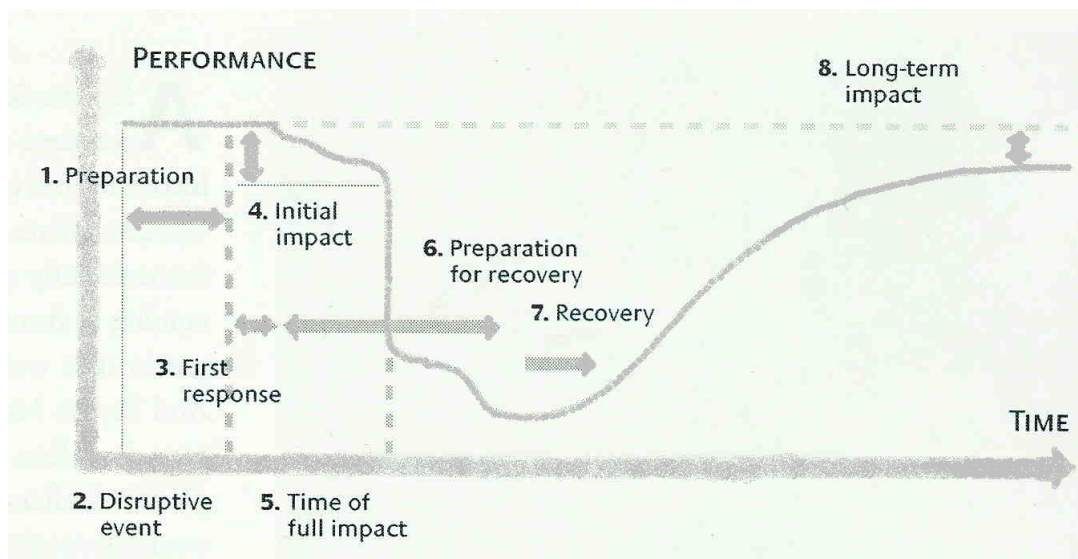 PERFORMANCE
8. Long-term
impact
1. Preparation
4. Initial
impact
6. Preparation
for recovery
7. Recovery
3. First
response
TIME
2. Disruptive
event
5. Time of
full impact